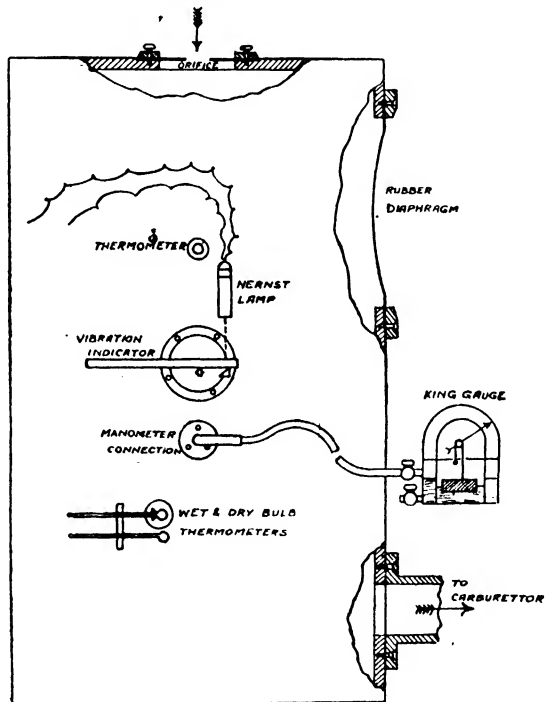 ORIFICE
RUBBER
DIAPHRAGM
THERMOMETER
NERNST
LAMP
VIBRATION
INDICATOR
KING GAUGE
MANOMETER
CONNECTION
WET & DRY BULB
THERMOMETERS
TO
CARBURETTOR